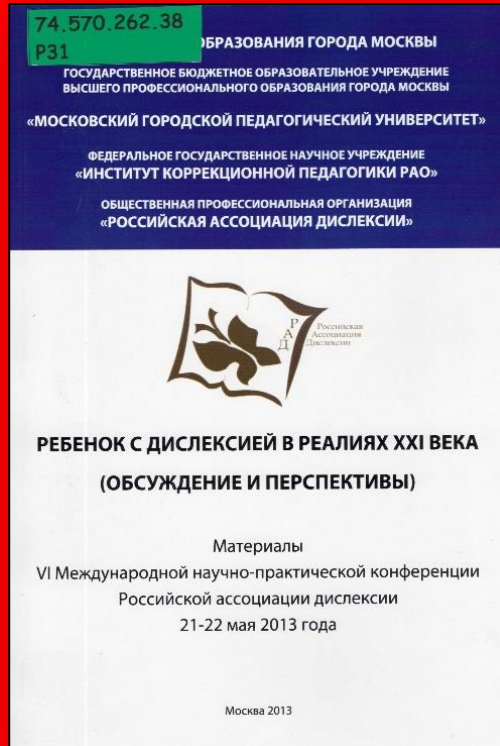 74.570.262.38
Р31
ОБРАЗОВАНИЯ ГОРОДА МОСКВЫ
ГОСУДАРСТВЕННОЕ БЮДЖЕТНОЕ ОБРАЗОВАТЕЛЬНОЕ УЧРЕЖДЕНИЕ
ВЫСШЕГО ПРОФЕССИОНАЛЬНОГО ОБРАЗОВАНИЯ ГОРОДА МОСКВЫ
«МОСКОВСКИЙ ГОРОДСКОЙ ПЕДАГОГИЧЕСКИЙ УНИВЕРСИТЕТ»
ФЕДЕРАЛЬНОЕ ГОСУДАРСТВЕННОЕ НАУЧНОЕ УЧРЕЖДЕНИЕ
«ИНСТИТУТ КОРРЕКЦИОННОЙ ПЕДАГОГИКИ РАО»
ОБЩЕСТВЕННАЯ ПРОФЕССИОНАЛЬНАЯ ОРГАНИЗАЦИЯ
«РОССИЙСКАЯ АССОЦИАЦИЯ ДИСЛЕКСИИ»
Р Российская
А Ассоциация
Д Дислексии
РЕБЕНОК С ДИСЛЕКСИЕЙ В РЕАЛИЯХ XXI ВЕКА
(ОБСУЖДЕНИЕ И ПЕРСПЕКТИВЫ)
Материалы
VI Международной научно-практической конференции
Российской ассоциации дислексии
21-22 мая 2013 года
Москва 2013